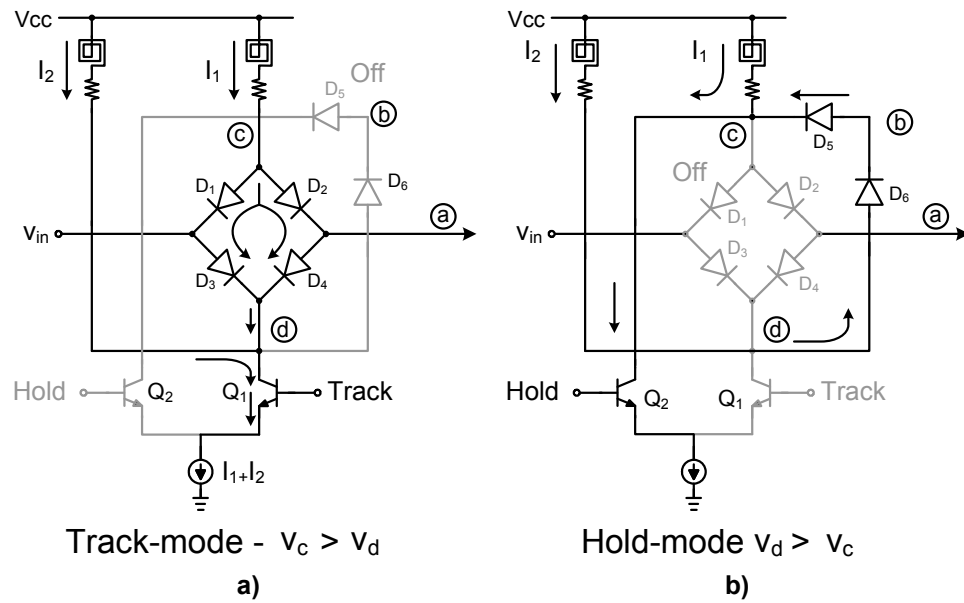 Vcc
I2
I1
Off
D5
b
c
D1
D2
D6
a
vin
D3
D4
d
Hold
Q2
Q1
Track
I1+I2
Track-mode - vc > vd
a)
Vcc
I2
I1
c
D5
b
Off
D1
D2
D6
a
vin
D3
D4
d
Hold
Q2
Q1
Track
Hold-mode vd > vc
b)